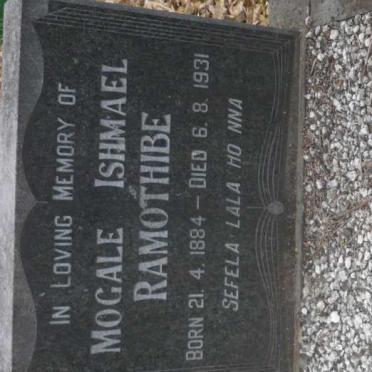 IN LOVING MEMORY OF
MOGALE ISHMAEL
RAMOTHIBE
BORN 21. 4. 1884 — DIED 6. 8. 1931
SEFELA LALA 'HO NNA